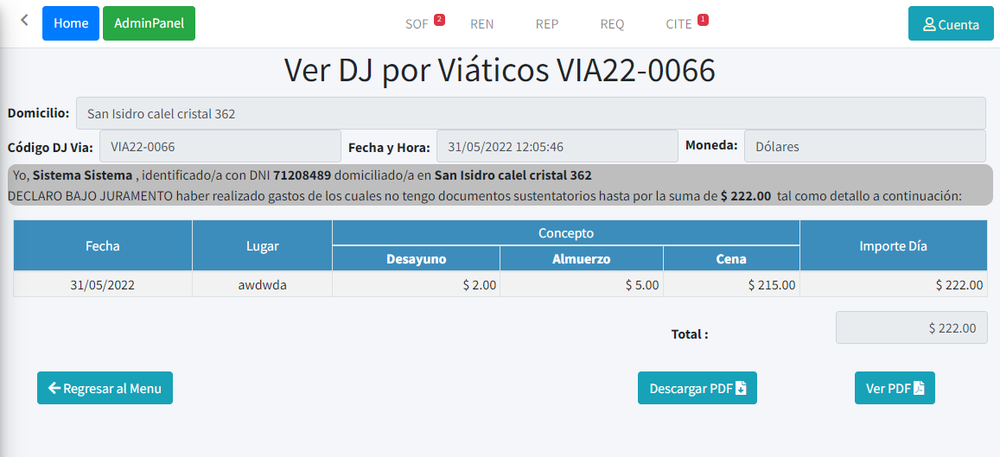 Home AdminPanel SOF 2 REN REP REQ CITE 1 Cuenta
Ver DJ por Viáticos VIA22-0066
Domicilio: San Isidro calel cristal 362
Código DJ Via: VIA22-0066 Fecha y Hora: 31/05/2022 12:05:46 Moneda: Dólares
Yo, Sistema Sistema , identificado/a con DNI 71208489 domiciliado/a en San Isidro calel cristal 362
DECLARO BAJO JURAMENTO haber realizado gastos de los cuales no tengo documentos sustentatorios hasta por la suma de $ 222.00 tal como detallo a continuación:
Fecha Lugar Concepto Importe Día
Desayuno Almuerzo Cena
31/05/2022 awdwda $ 2.00 $ 5.00 $ 215.00 $ 222.00
Total : $ 222.00
Regresar al Menu Descargar PDF Ver PDF